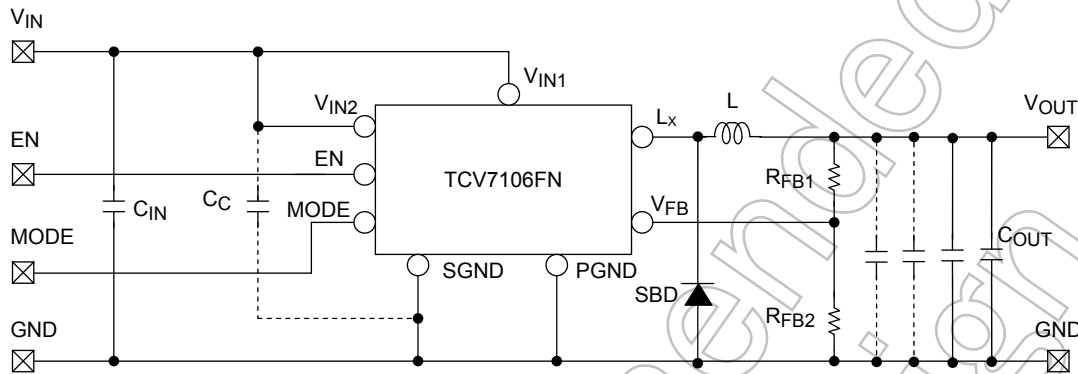 VIN
VIN1
VIN2
LX
L
VOUT
EN
EN
TCV7106FN
RFB1
CIN
CC
MODE
VFB
MODE
COUT
SGND
PGND
SBD
RFB2
GND
GND